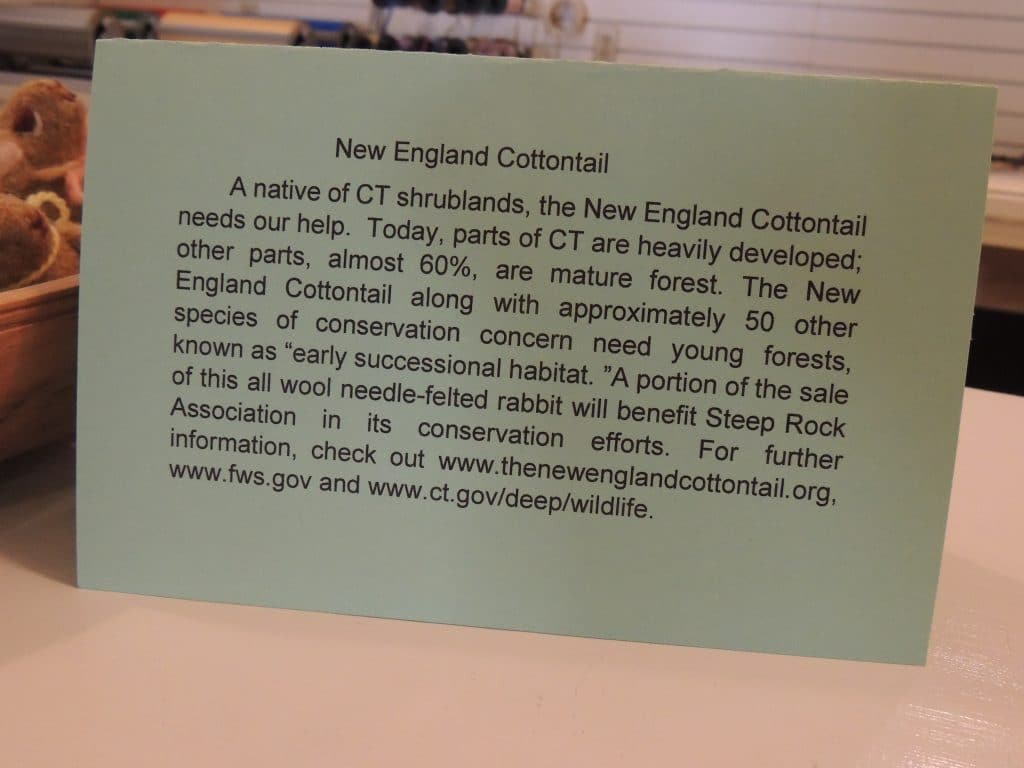 New England Cottontail
A native of CT shrublands, the New England Cottontail
needs our help. Today, parts of CT are heavily developed;
other parts, almost 60%, are mature forest. The New
England Cottontail along with approximately 50 other
species of conservation concern need young forests,
known as “early successional habitat. ”A portion of the sale
of this all wool needle-felted rabbit will benefit Steep Rock
Association in its conservation efforts. For further
information, check out www.thenewenglandcottontail.org,
www.fws.gov and www.ct.gov/deep/wildlife.